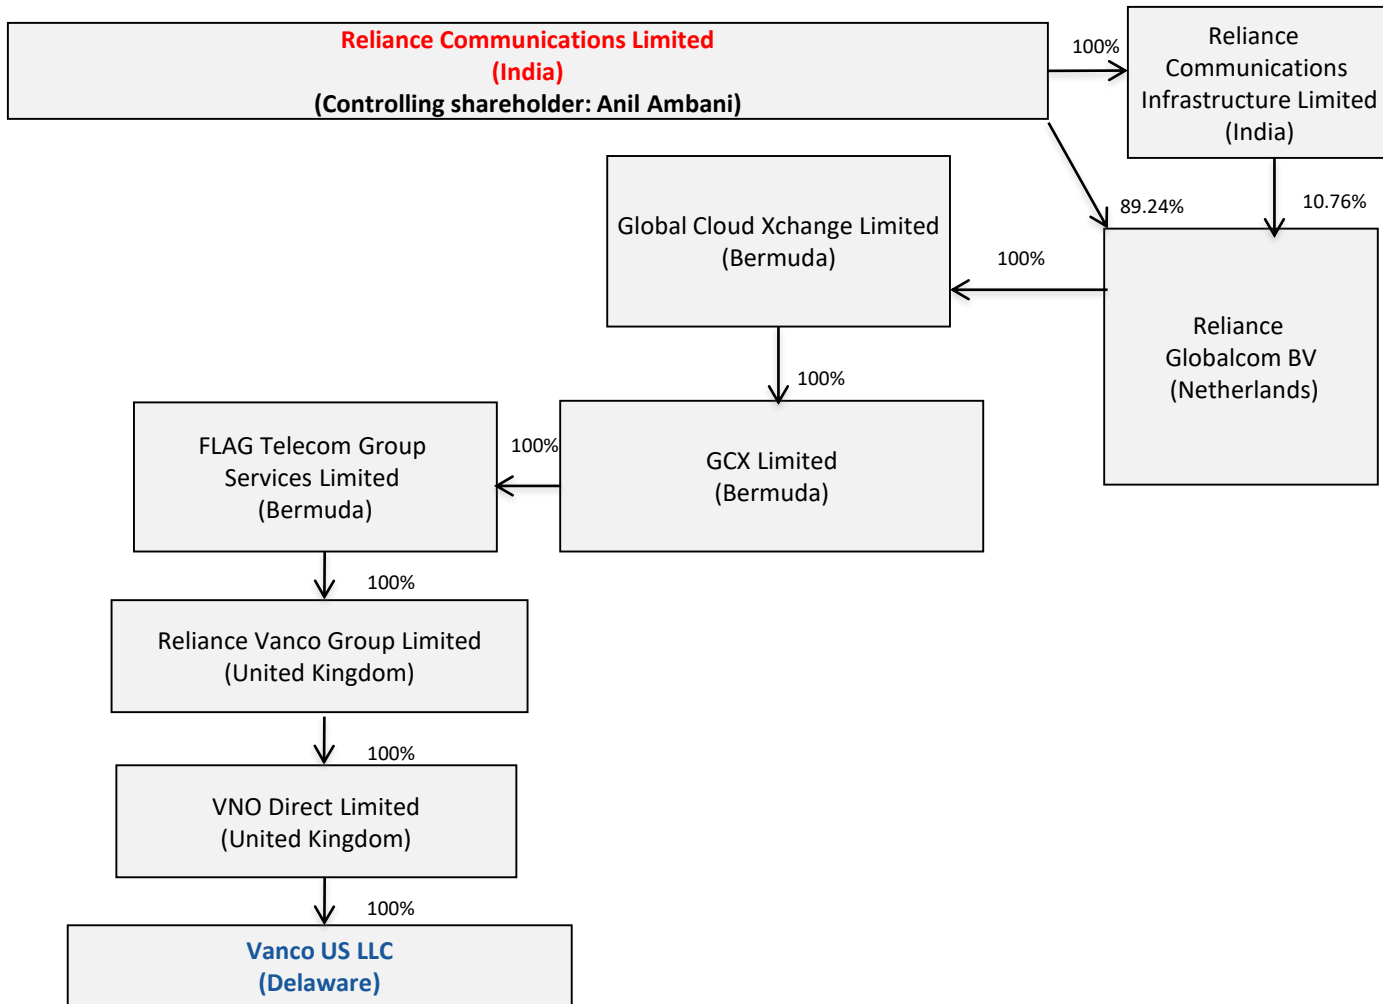 Reliance Communications Limited
(India)
(Controlling shareholder: Anil Ambani)
100%
Reliance
Communications
Infrastructure Limited
(India)
89.24%
10.76%
Global Cloud Xchange Limited
(Bermuda)
100%
Reliance
Globalcom BV
(Netherlands)
100%
FLAG Telecom Group
Services Limited
(Bermuda)
100%
GCX Limited
(Bermuda)
100%
Reliance Vanco Group Limited
(United Kingdom)
100%
VNO Direct Limited
(United Kingdom)
100%
Vanco US LLC
(Delaware)